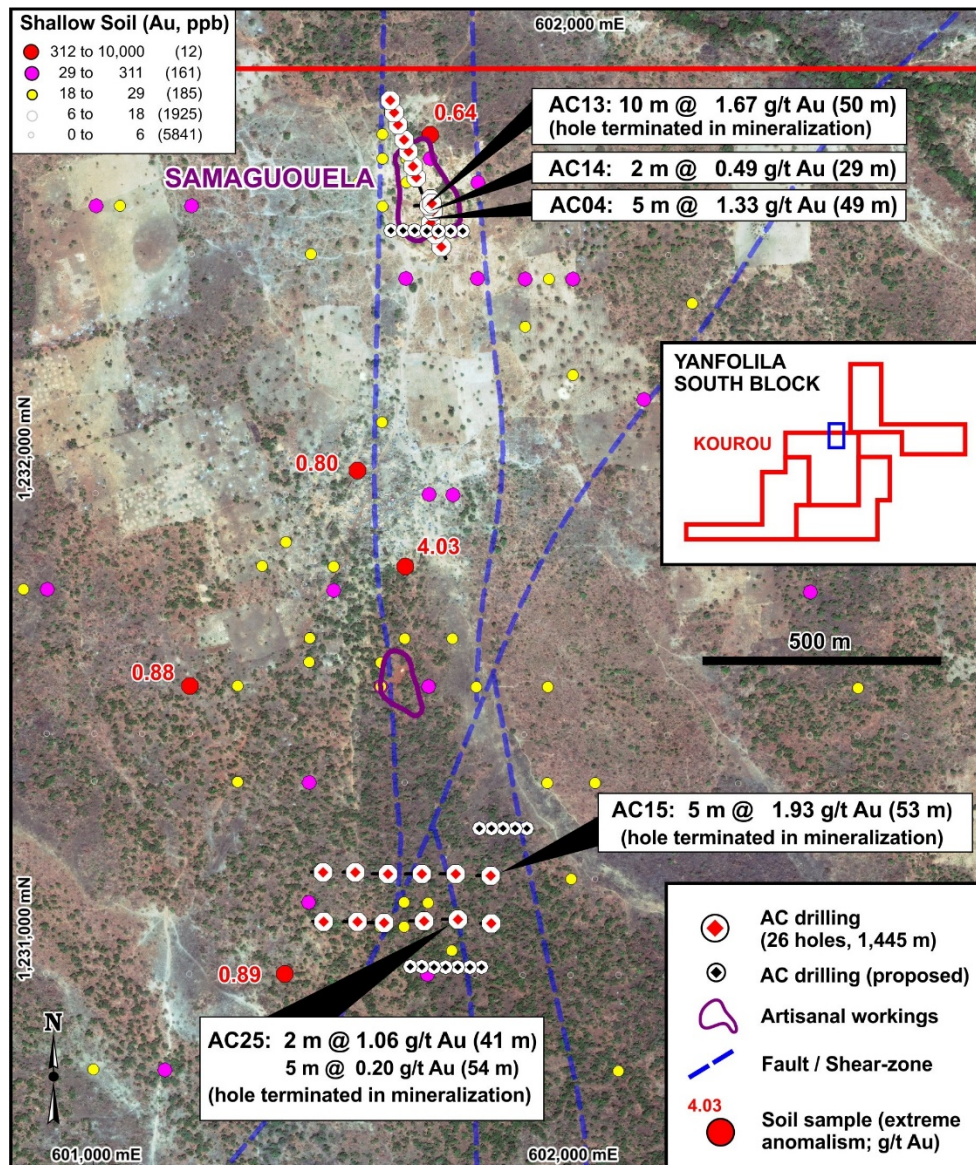 Shallow Soil (Au, ppb)
312 to 10,000 (12)
29 to 311 (161)
18 to 29 (185)
6 to 18 (1925)
0 to 6 (5841)
602,000 mE
0.64
AC13: 10 m @ 1.67 g/t Au (50 m)
(hole terminated in mineralization)
AC14: 2 m @ 0.49 g/t Au (29 m)
AC04: 5 m @ 1.33 g/t Au (49 m)
SAMAGUOUELA
YANFOLILA
SOUTH BLOCK
KOUROU
1,232,000 mN
0.80
4.03
500 m
0.88
AC15: 5 m @ 1.93 g/t Au (53 m)
(hole terminated in mineralization)
1,231,000 mN
0.89
AC25: 2 m @ 1.06 g/t Au (41 m)
5 m @ 0.20 g/t Au (54 m)
(hole terminated in mineralization)
N
AC drilling
(26 holes, 1,445 m)
AC drilling (proposed)
Artisanal workings
Fault / Shear-zone
4.03
Soil sample (extreme
anomalism; g/t Au)
601,000 mE
602,000 mE